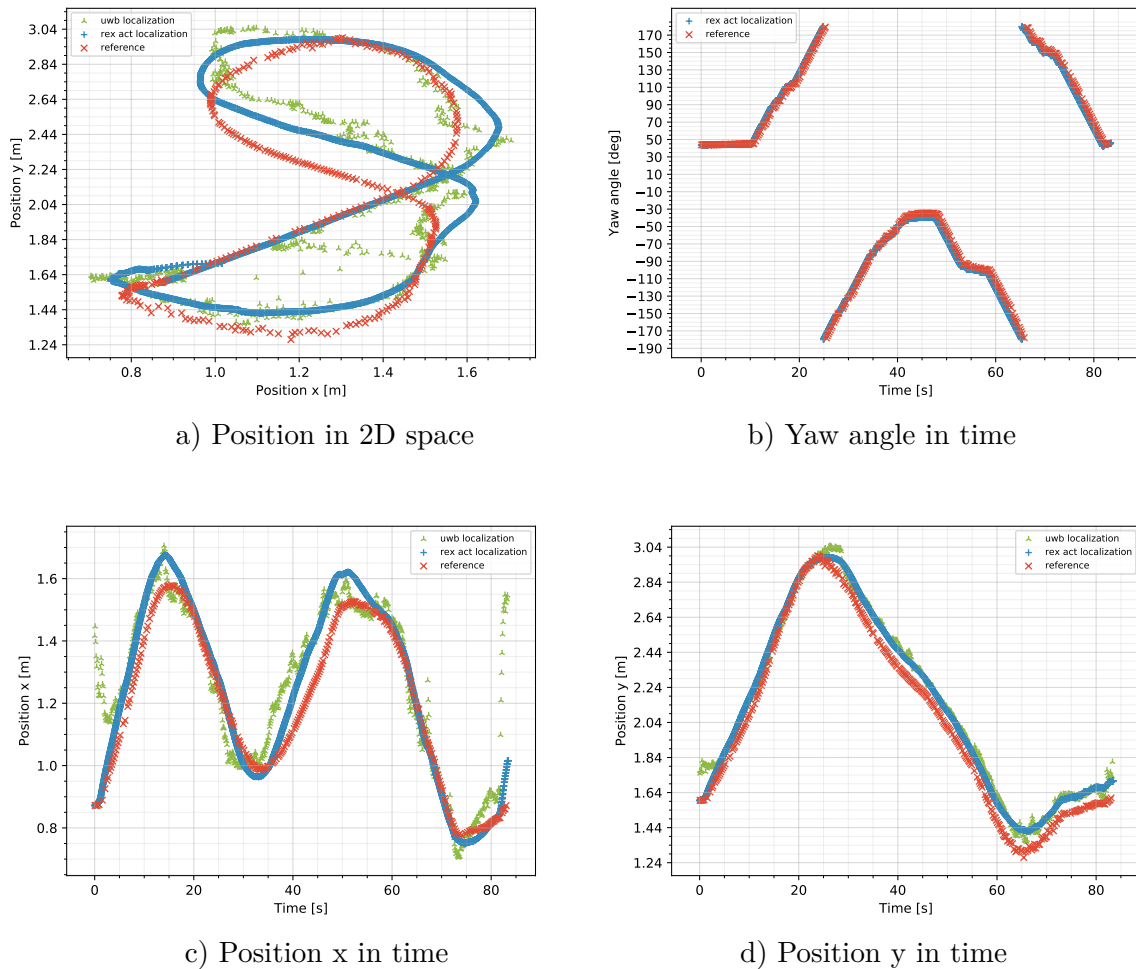 3.04
2.84
2.64
2.44
2.24
2.04
1.84
1.64
1.44
1.24
Position y [m]
0.8 1.0 1.2 1.4 1.6
Position x [m]
uwb localization
rex act localization
reference
a) Position in 2D space
170
150
130
110
90
70
50
30
10
−10
−30
−50
−70
−90
−110
−130
−150
−170
−190
Yaw angle [deg]
0 20 40 60 80
Time [s]
rex act localization
reference
b) Yaw angle in time
1.6
1.4
1.2
1.0
0.8
Position x [m]
0 20 40 60 80
Time [s]
uwb localization
rex act localization
reference
c) Position x in time
3.04
2.84
2.64
2.44
2.24
2.04
1.84
1.64
1.44
1.24
Position y [m]
0 20 40 60 80
Time [s]
uwb localization
rex act localization
reference
d) Position y in time